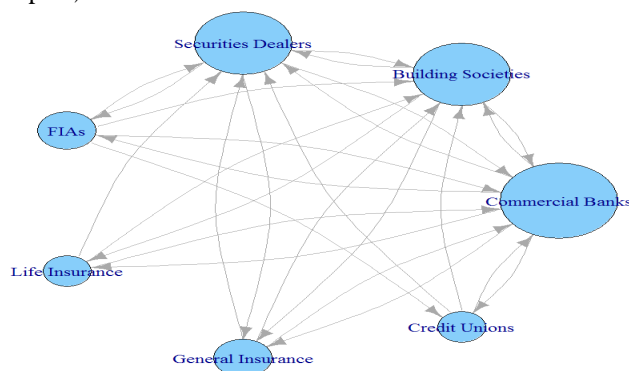 Securities Dealers
Building Societies
FIAs
Commercial Banks
Life Insurance
Credit Unions
General Insurance